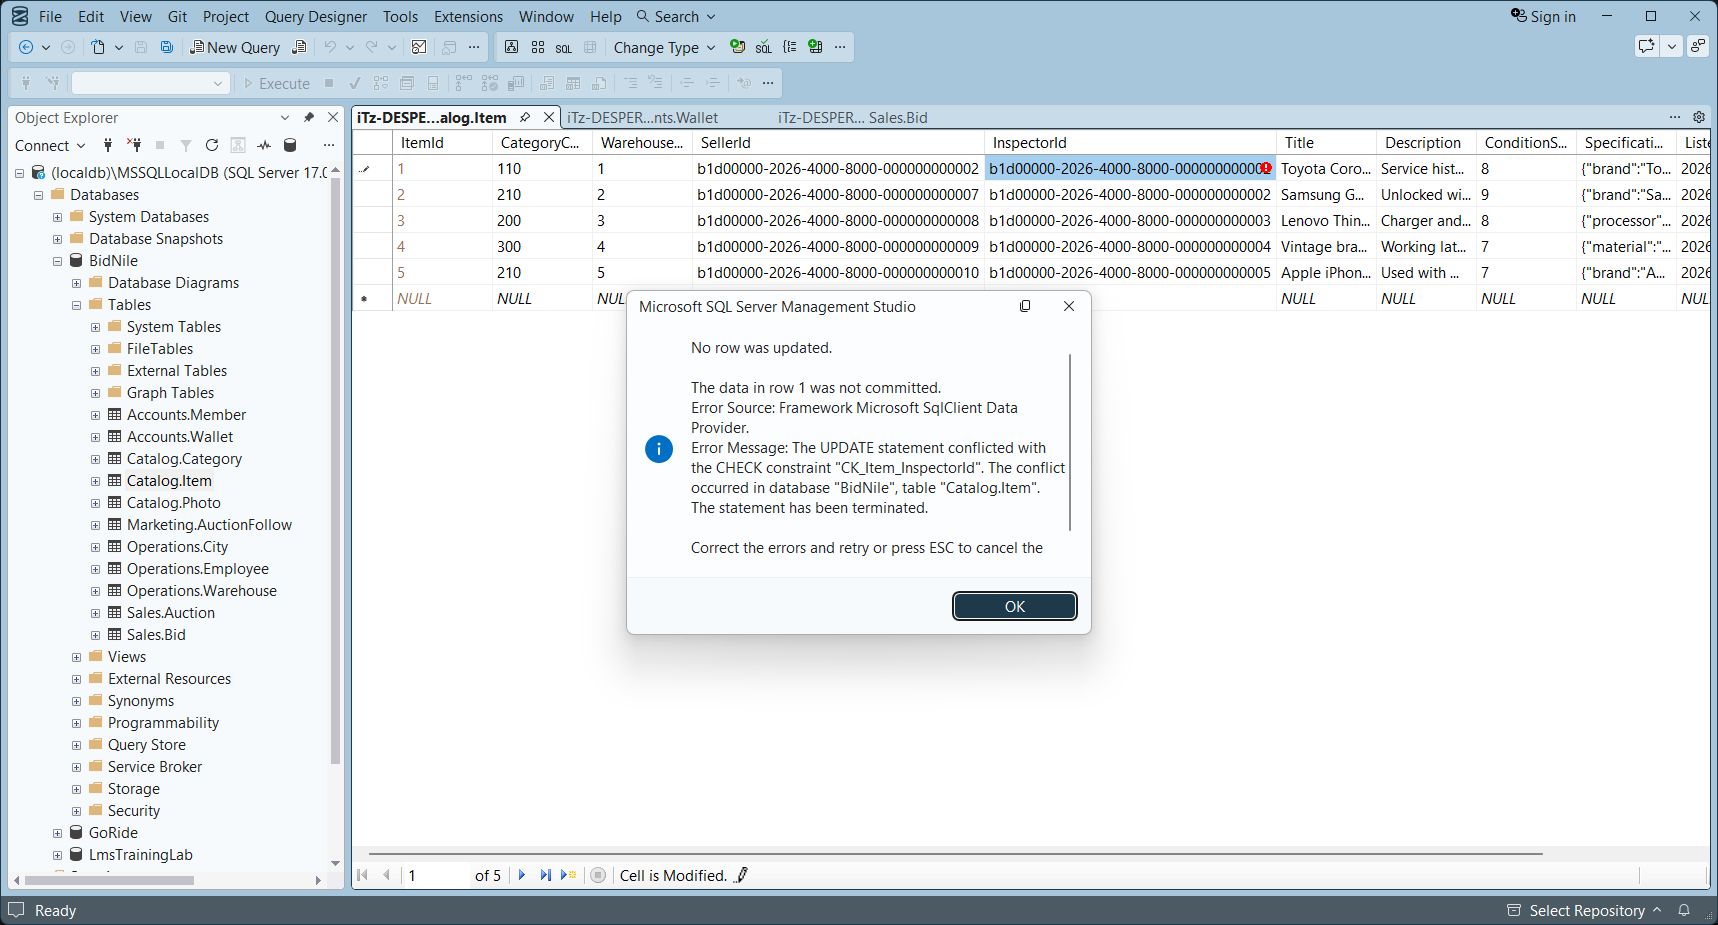 File Edit View Git Project Query Designer Tools Extensions Window Help Search Sign in
New Query SQL Change Type SQL
Execute
Object Explorer
Connect
(localdb)\MSSQLLocalDB (SQL Server 17.0
Databases
System Databases
Database Snapshots
BidNile
Database Diagrams
Tables
System Tables
FileTables
External Tables
Graph Tables
Accounts.Member
Accounts.Wallet
Catalog.Category
Catalog.Item
Catalog.Photo
Marketing.AuctionFollow
Operations.City
Operations.Employee
Operations.Warehouse
Sales.Auction
Sales.Bid
Views
External Resources
Synonyms
Programmability
Query Store
Service Broker
Storage
Security
GoRide
LmsTrainingLab
iTz-DESPE...alog.Item iTz-DESPER...nts.Wallet iTz-DESPER... Sales.Bid
ItemId CategoryC... Warehouse... SellerId InspectorId Title Description ConditionS... Specificati... Liste
1 110 1 b1d00000-2026-4000-8000-000000000002 Toyota Coro... Service hist... 8 {"brand":"To... 2026
2 210 2 b1d00000-2026-4000-8000-000000000007 b1d00000-2026-4000-8000-000000000002 Samsung G... Unlocked wi... 9 {"brand":"Sa... 2026
3 200 3 b1d00000-2026-4000-8000-000000000008 b1d00000-2026-4000-8000-000000000003 Lenovo Thin... Charger and... 8 {"processor"... 2026
4 300 4 b1d00000-2026-4000-8000-000000000009 b1d00000-2026-4000-8000-000000000004 Vintage bra... Working lat... 7 {"material":"... 2026
5 210 5 b1d00000-2026-4000-8000-000000000010 b1d00000-2026-4000-8000-000000000005 Apple iPhon... Used with ... 7 {"brand":"A... 2026
NULL NULL NULL NULL NULL NULL
Microsoft SQL Server Management Studio
No row was updated.
The data in row 1 was not committed.
Error Source: Framework Microsoft SqlClient Data
Provider.
Error Message: The UPDATE statement conflicted with
the CHECK constraint "CK_Item_InspectorId". The conflict
occurred in database "BidNile", table "Catalog.Item".
The statement has been terminated.
Correct the errors and retry or press ESC to cancel the
OK
1 of 5 Cell is Modified.
Ready
Select Repository